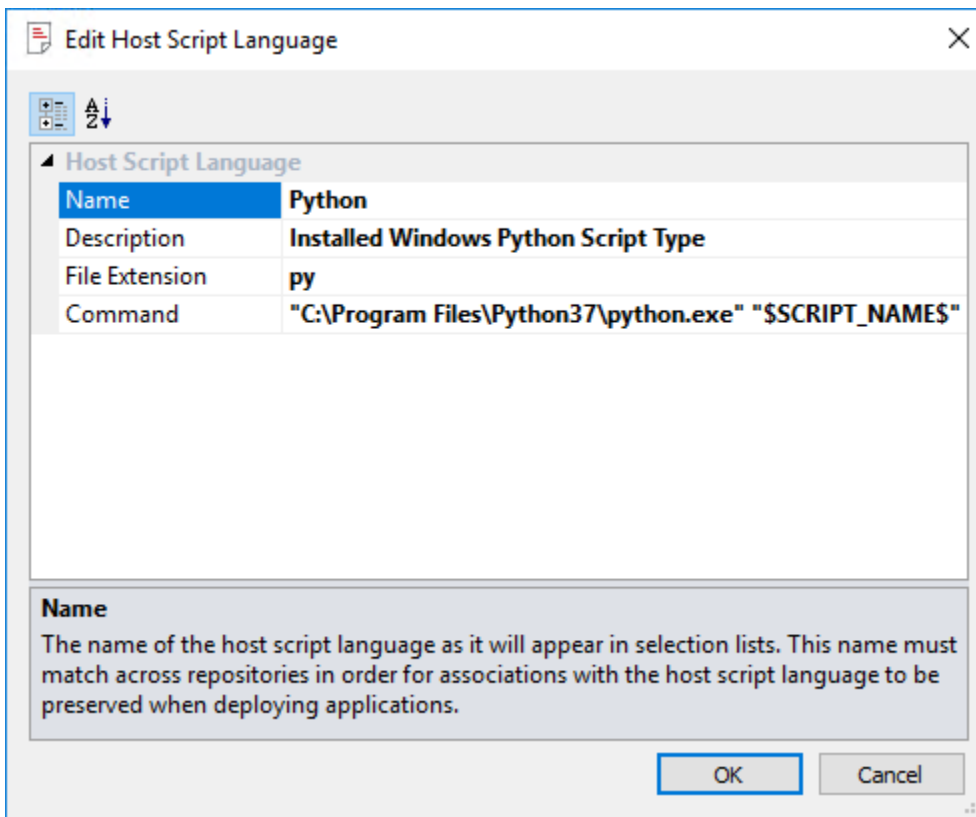 Edit Host Script Language
A
Z
Host Script Language
Name Python
Description Installed Windows Python Script Type
File Extension py
Command "C:\Program Files\Python37\python.exe" "$SCRIPT_NAME$"
Name
The name of the host script language as it will appear in selection lists. This name must
match across repositories in order for associations with the host script language to be
preserved when deploying applications.
OK Cancel